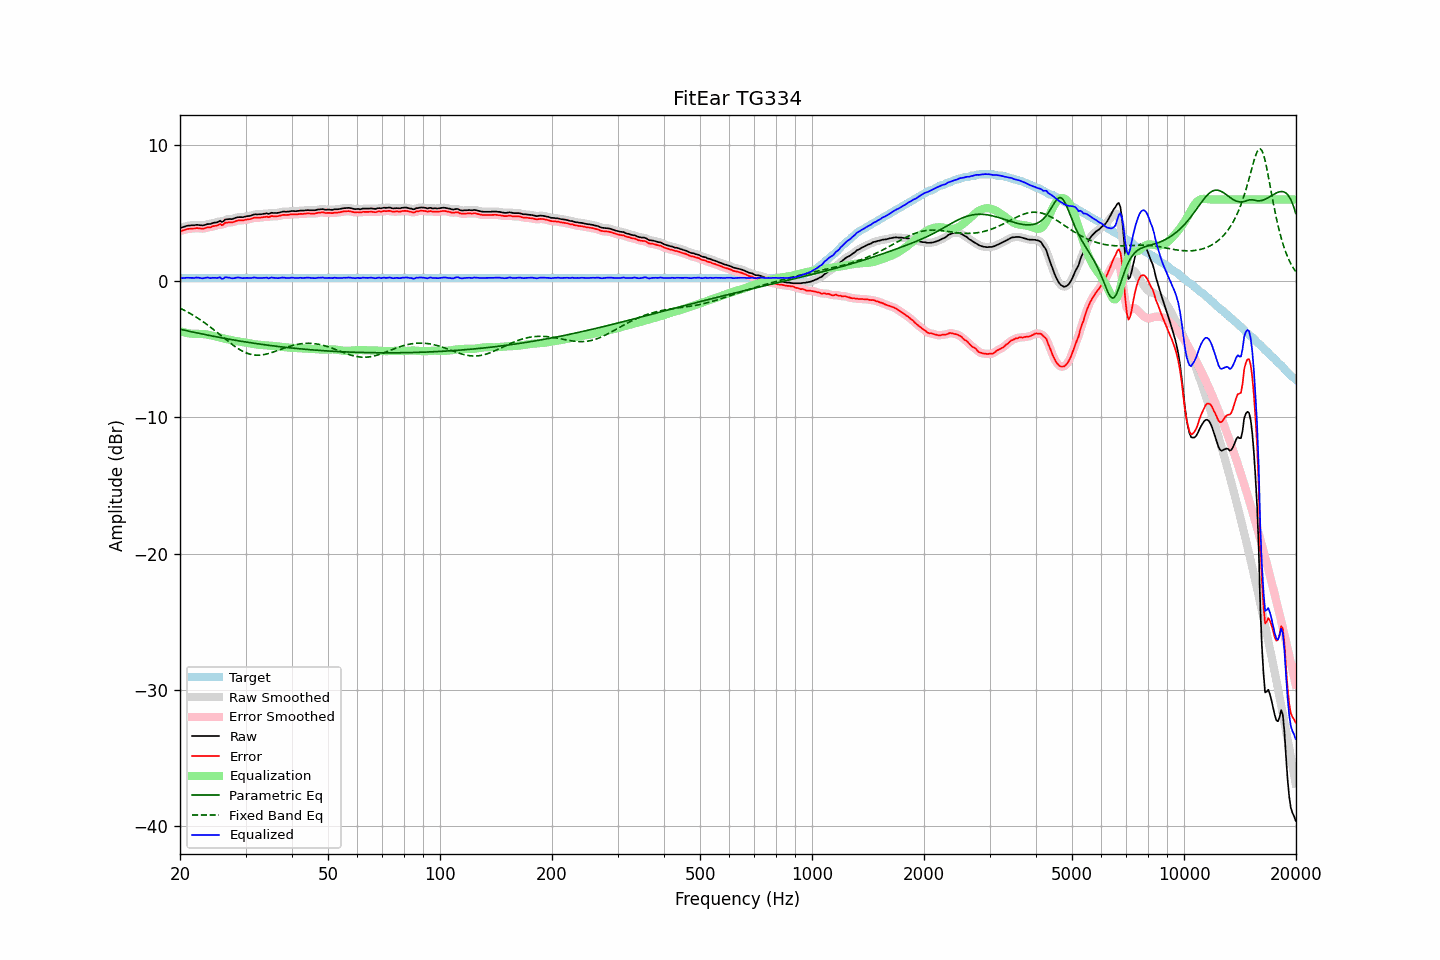 FitEar TG334
10
0
−10
−20
−30
−40
Amplitude (dBr)
Target
Raw Smoothed
Error Smoothed
Raw
Error
Equalization
Parametric Eq
Fixed Band Eq
Equalized
20 50 100 200 500 1000 2000 5000 10000 20000
Frequency (Hz)